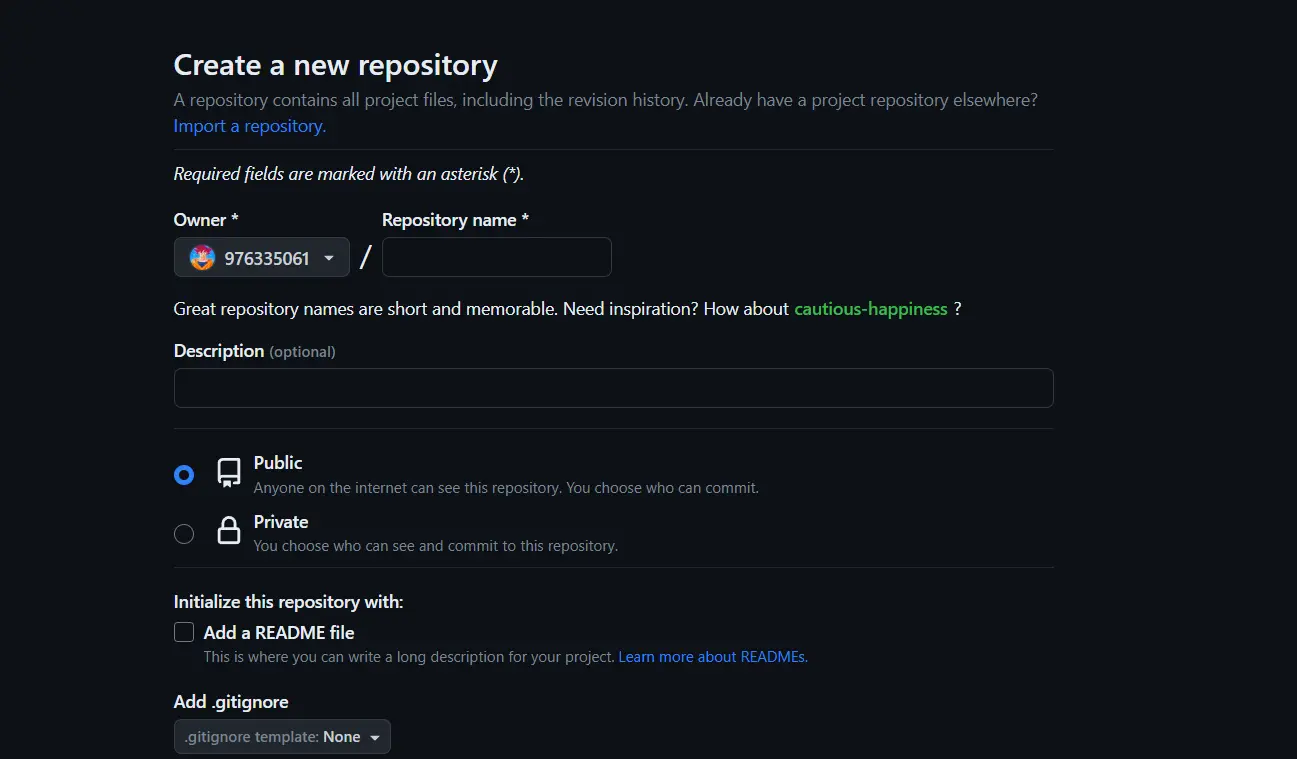 Create a new repository
A repository contains all project files, including the revision history. Already have a project repository elsewhere?
Import a repository.
Required fields are marked with an asterisk (*).
Owner * Repository name *
976335061 /
Great repository names are short and memorable. Need inspiration? How about cautious-happiness ?
Description (optional)
Public
Anyone on the internet can see this repository. You choose who can commit.
Private
You choose who can see and commit to this repository.
Initialize this repository with:
Add a README file
This is where you can write a long description for your project. Learn more about READMEs.
Add .gitignore
.gitignore template: None